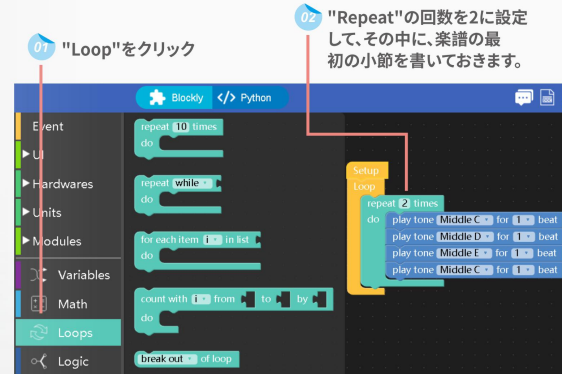 01 "Loop"をクリック
02 "Repeat"の回数を2に設定
して、その中に、楽譜の最
初の小節を書いておきます。
Blockly </> Python
Event
UI
Hardwares
Units
Modules
Variables
Math
Loops
Logic
repeat 10 times
do
repeat while
do
for each item i in list
do
count with i from to by
do
break out of loop
Setup
Loop
repeat 2 times
do play tone Middle C for 1 beat
play tone Middle D for 1 beat
play tone Middle E for 1 beat
play tone Middle C for 1 beat